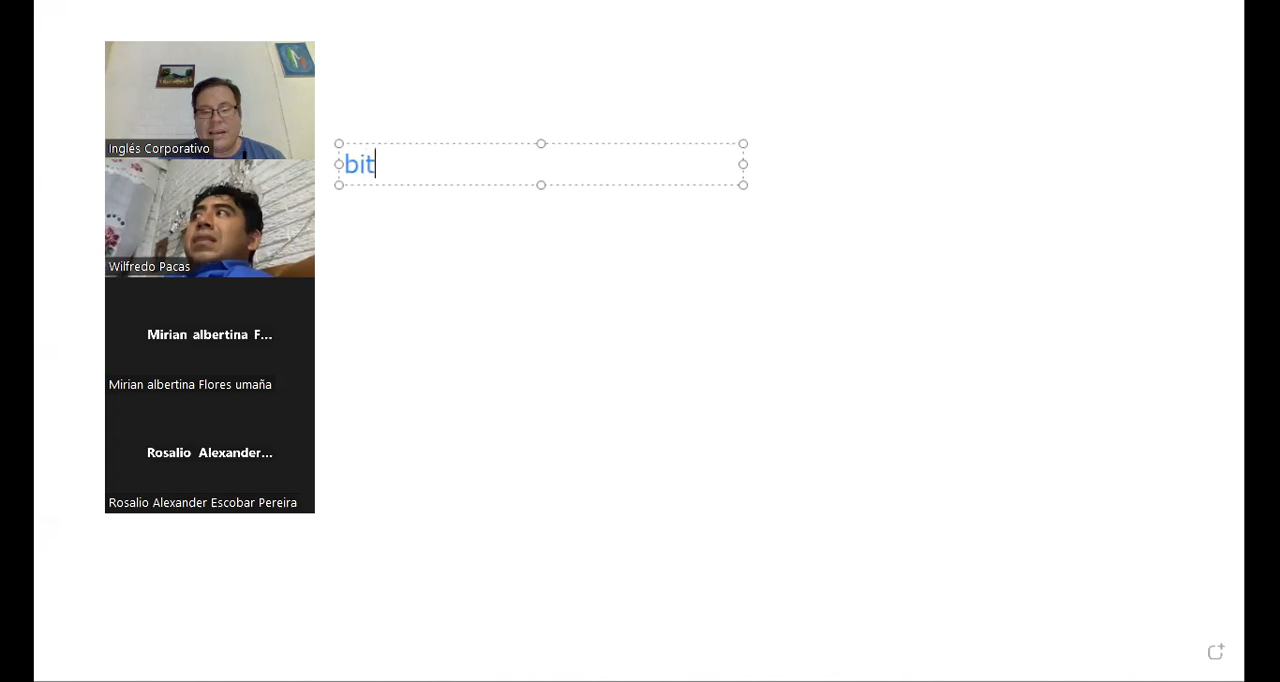 Inglés Corporativo
bit
Wilfredo Pacas
Mirian albertina F...
Mirian albertina Flores umaña
Rosalio Alexander...
Rosalio Alexander Escobar Pereira